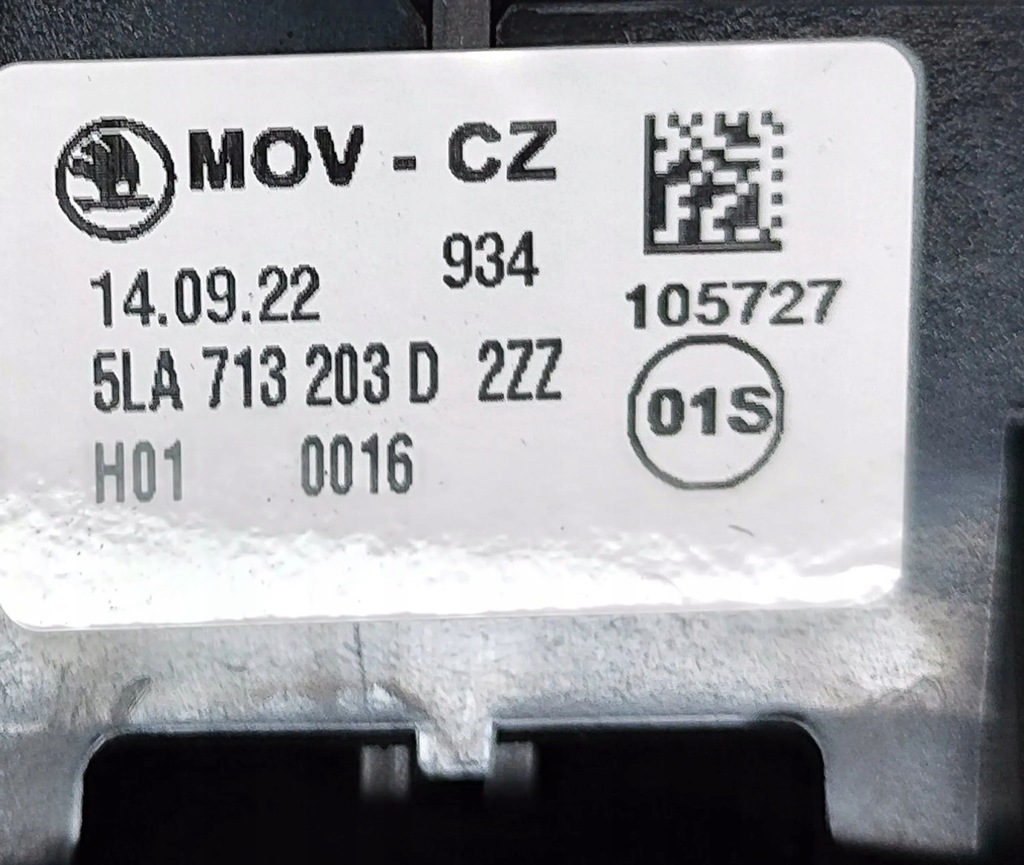 MOV - CZ
934
14.09.22
105727
5LA 713 203 D 2ZZ
01S
H01 0016